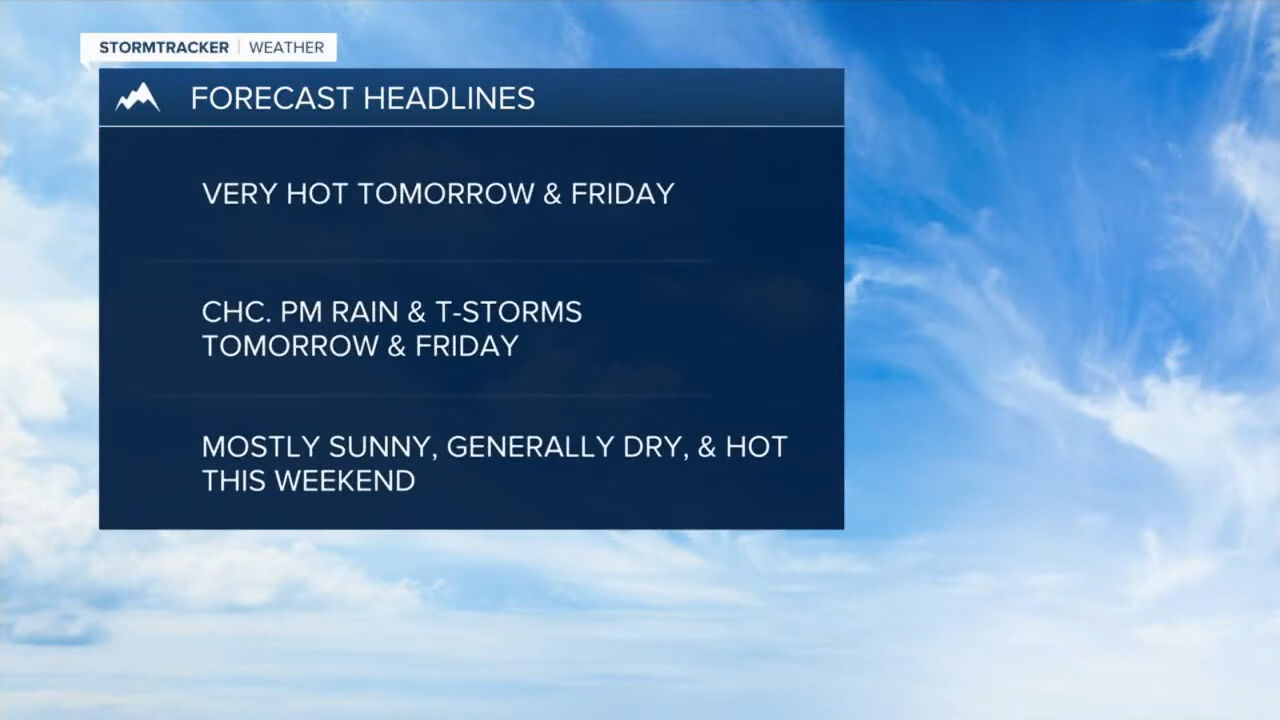 STORMTRACKER | WEATHER
FORECAST HEADLINES
VERY HOT TOMORROW & FRIDAY
CHC. PM RAIN & T-STORMS
TOMORROW & FRIDAY
MOSTLY SUNNY, GENERALLY DRY, & HOT
THIS WEEKEND